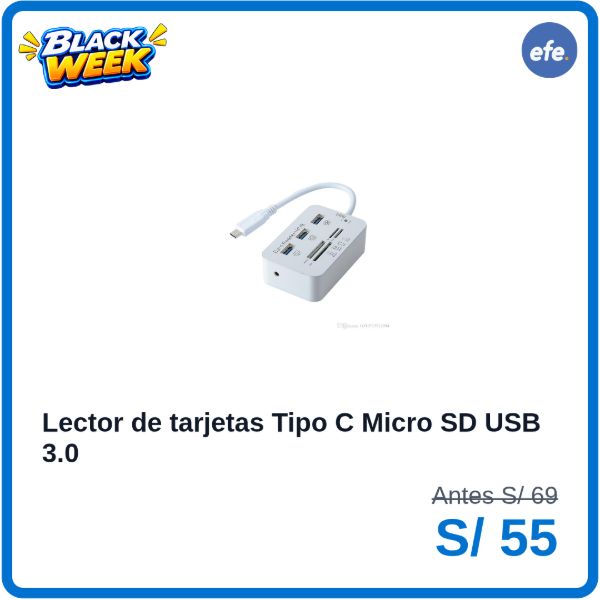 BLACK
WEEK
efe.
Lector de tarjetas Tipo C Micro SD USB
3.0
Antes S/ 69
S/ 55